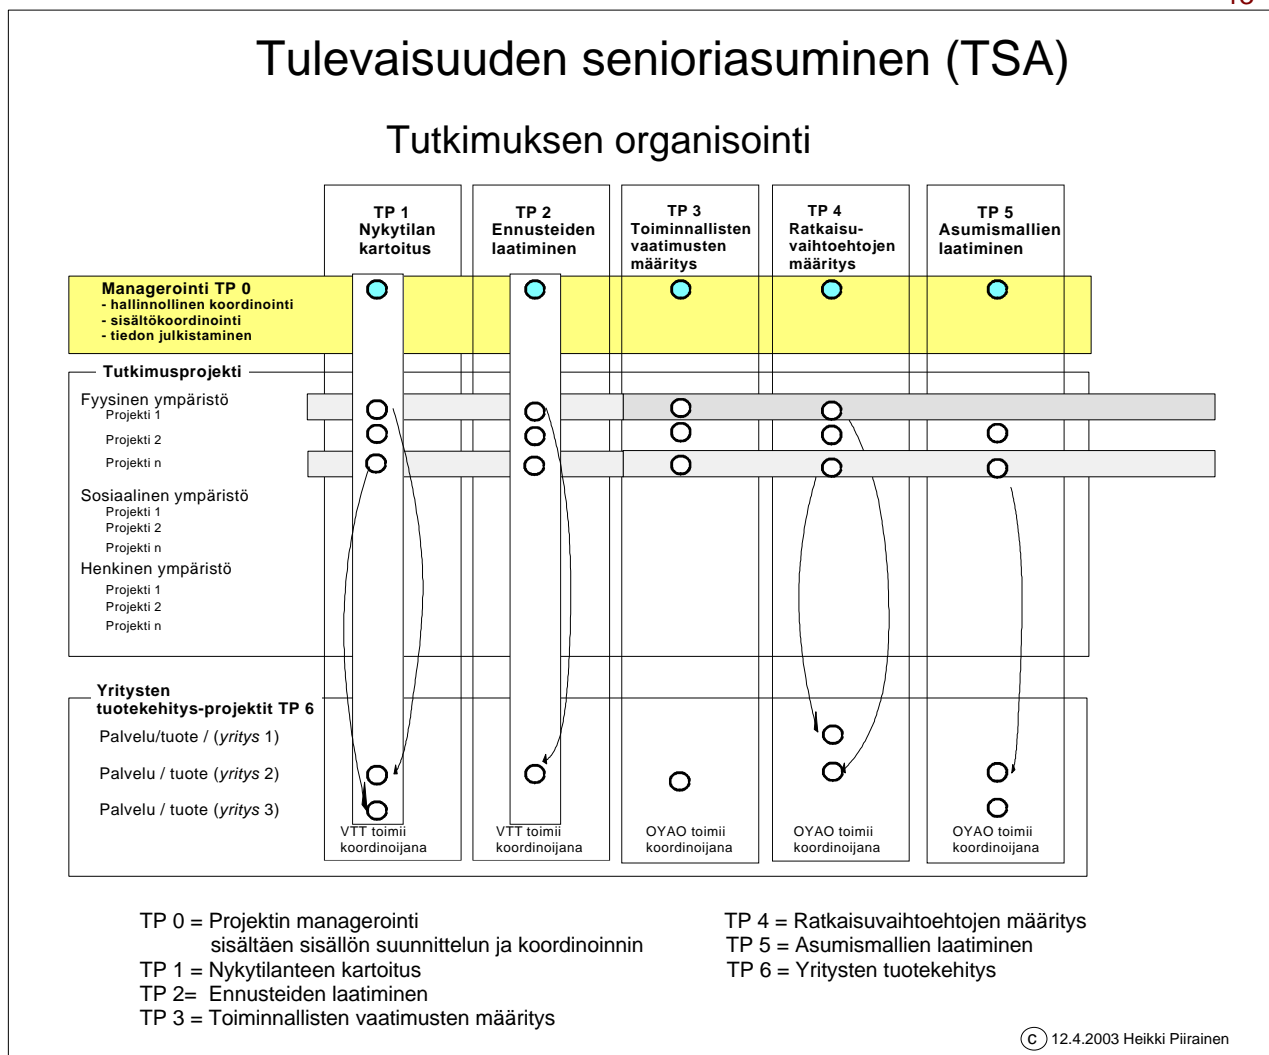 Tulevaisuuden senioriasuminen (TSA)
Tutkimuksen organisointi
TP 1
Nykytilan
kartoitus
TP 2
Ennusteiden
laatiminen
TP 3
Toiminnallisten
vaatimusten
määritys
TP 4
Ratkaisu-
vaihtoehtojen
määritys
TP 5
Asumismallien
laatiminen
Managerointi TP 0
- hallinnollinen koordinointi
- sisältökoordinointi
- tiedon julkistaminen
Tutkimusprojekti
Fyysinen ympäristö
Projekti 1
Projekti 2
Projekti n
Sosiaalinen ympäristö
Projekti 1
Projekti 2
Projekti n
Henkinen ympäristö
Projekti 1
Projekti 2
Projekti n
Yritysten
tuotekehitys-projektit TP 6
Palvelu/tuote / (yritys 1)
Palvelu / tuote (yritys 2)
Palvelu / tuote (yritys 3)
VTT toimii
koordinoijana
VTT toimii
koordinoijana
OYAO toimii
koordinoijana
OYAO toimii
koordinoijana
OYAO toimii
koordinoijana
TP 0 = Projektin managerointi
sisältäen sisällön suunnittelun ja koordinoinnin
TP 1 = Nykytilanteen kartoitus
TP 2= Ennusteiden laatiminen
TP 3 = Toiminnallisten vaatimusten määritys
TP 4 = Ratkaisuvaihtoehtojen määritys
TP 5 = Asumismallien laatiminen
TP 6 = Yritysten tuotekehitys
© 12.4.2003 Heikki Piirainen